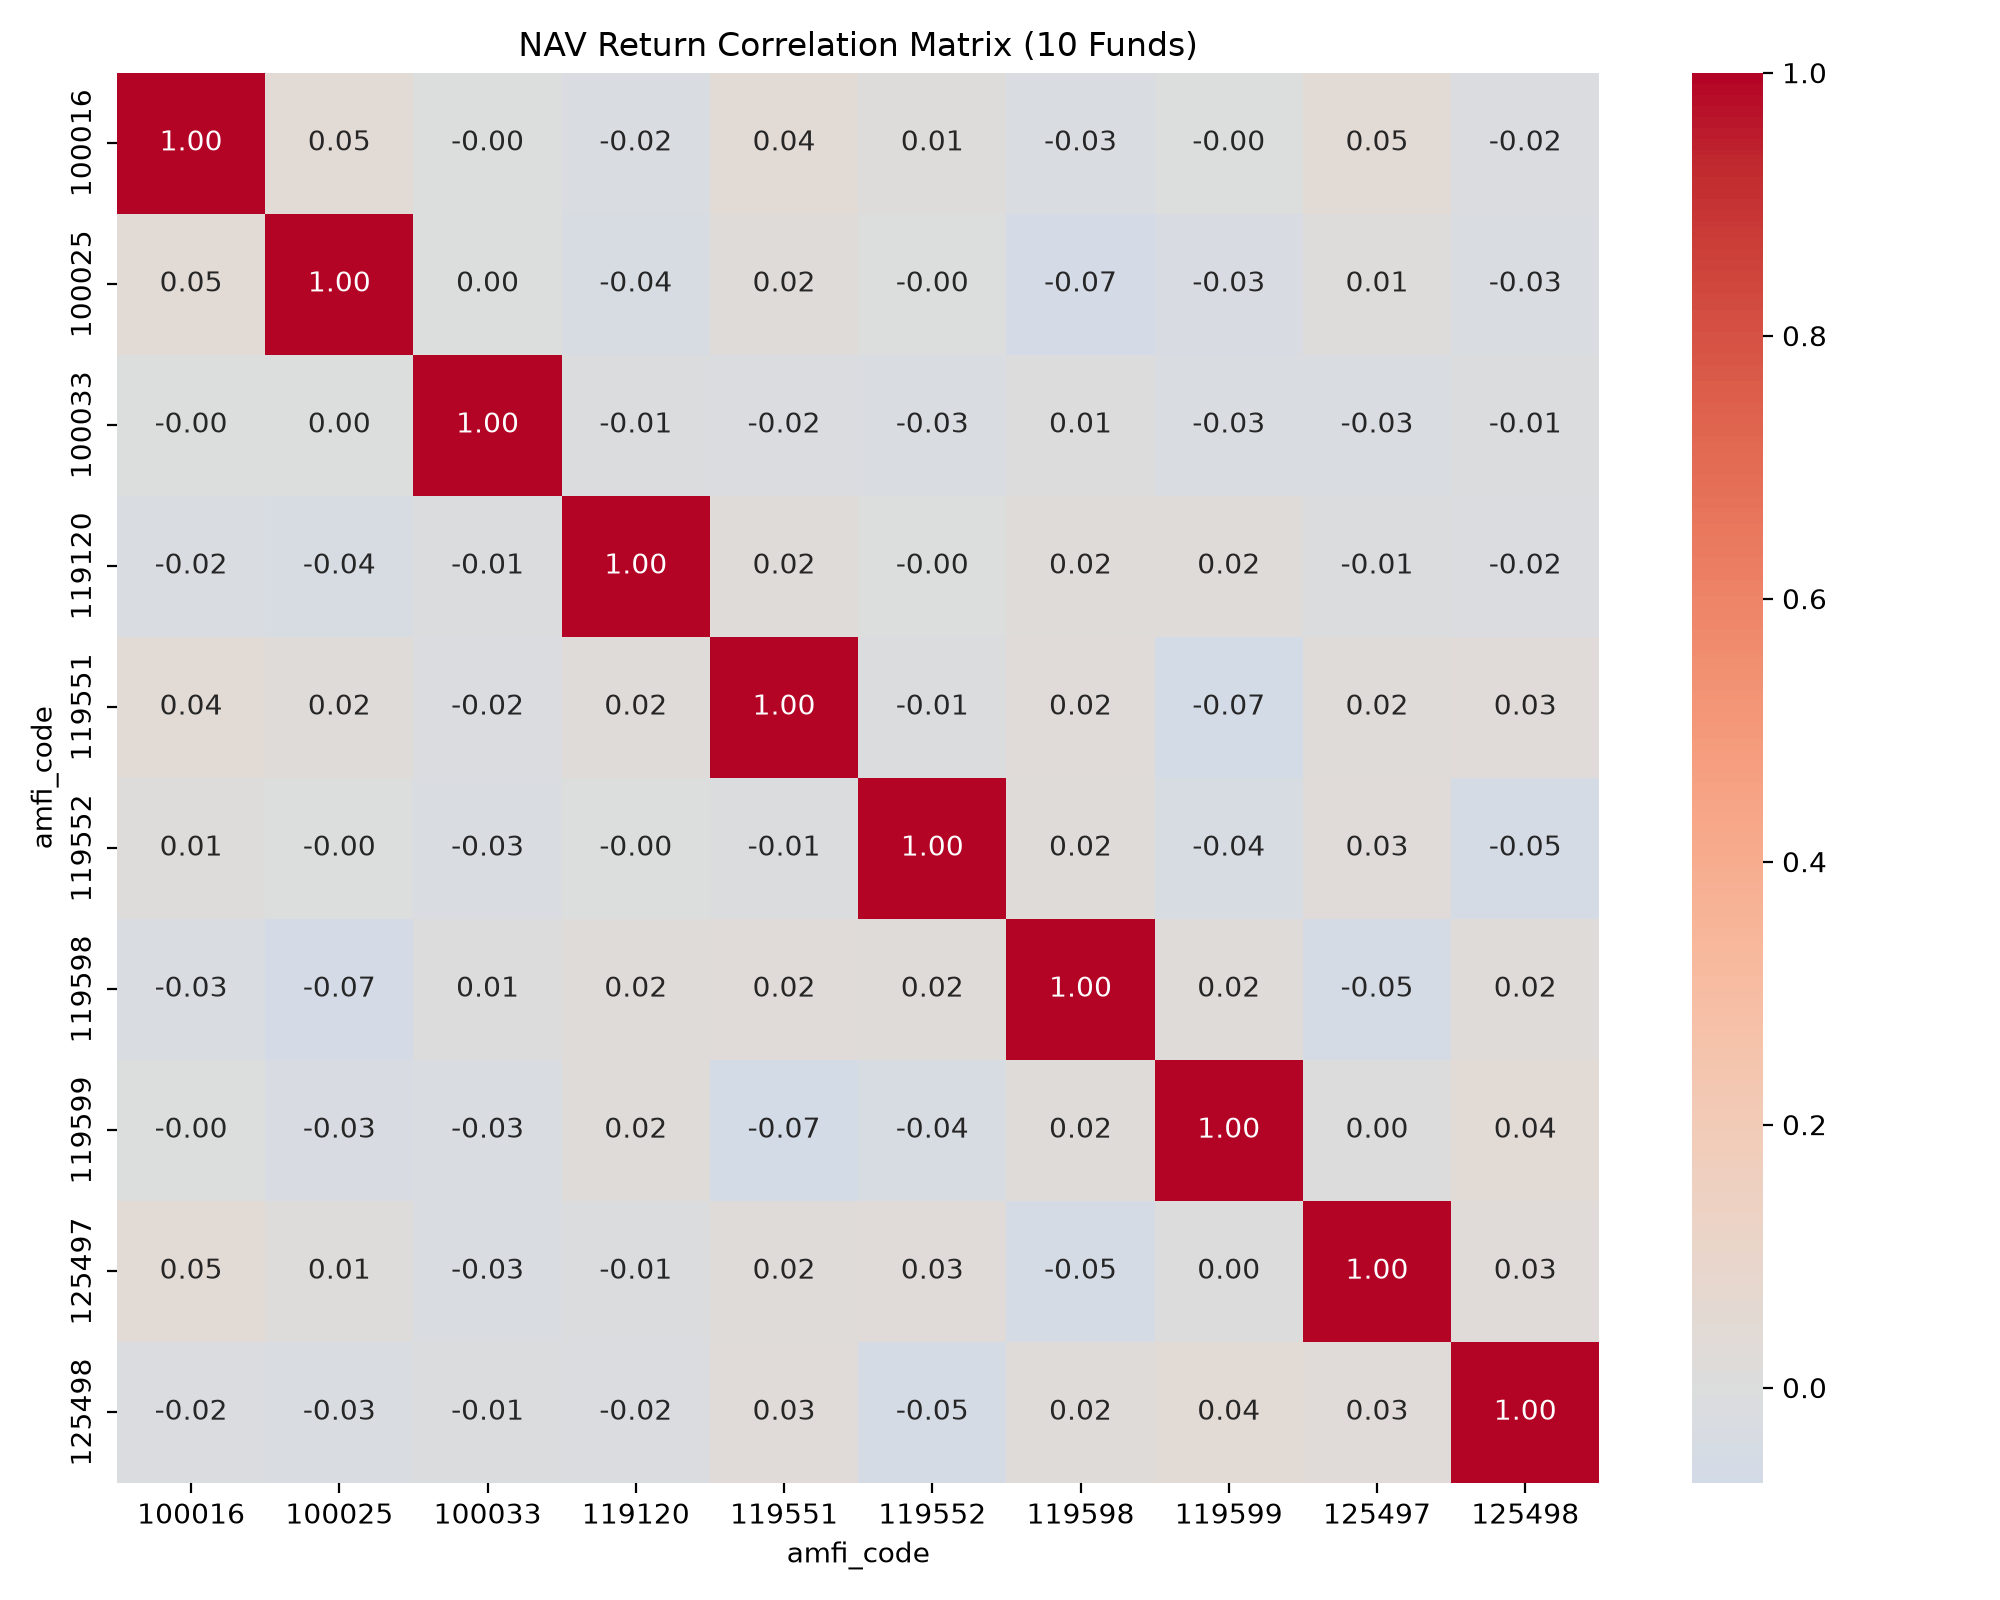 NAV Return Correlation Matrix (10 Funds)
100016 1.00 0.05 -0.00 -0.02 0.04 0.01 -0.03 -0.00 0.05 -0.02
100025 0.05 1.00 0.00 -0.04 0.02 -0.00 -0.07 -0.03 0.01 -0.03
100033 -0.00 0.00 1.00 -0.01 -0.02 -0.03 0.01 -0.03 -0.03 -0.01
119120 -0.02 -0.04 -0.01 1.00 0.02 -0.00 0.02 0.02 -0.01 -0.02
119551 0.04 0.02 -0.02 0.02 1.00 -0.01 0.02 -0.07 0.02 0.03
119552 0.01 -0.00 -0.03 -0.00 -0.01 1.00 0.02 -0.04 0.03 -0.05
119598 -0.03 -0.07 0.01 0.02 0.02 0.02 1.00 0.02 -0.05 0.02
119599 -0.00 -0.03 -0.03 0.02 -0.07 -0.04 0.02 1.00 0.00 0.04
125497 0.05 0.01 -0.03 -0.01 0.02 0.03 -0.05 0.00 1.00 0.03
125498 -0.02 -0.03 -0.01 -0.02 0.03 -0.05 0.02 0.04 0.03 1.00
amfi_code
100016 100025 100033 119120 119551 119552 119598 119599 125497 125498
amfi_code
1.0
0.8
0.6
0.4
0.2
0.0